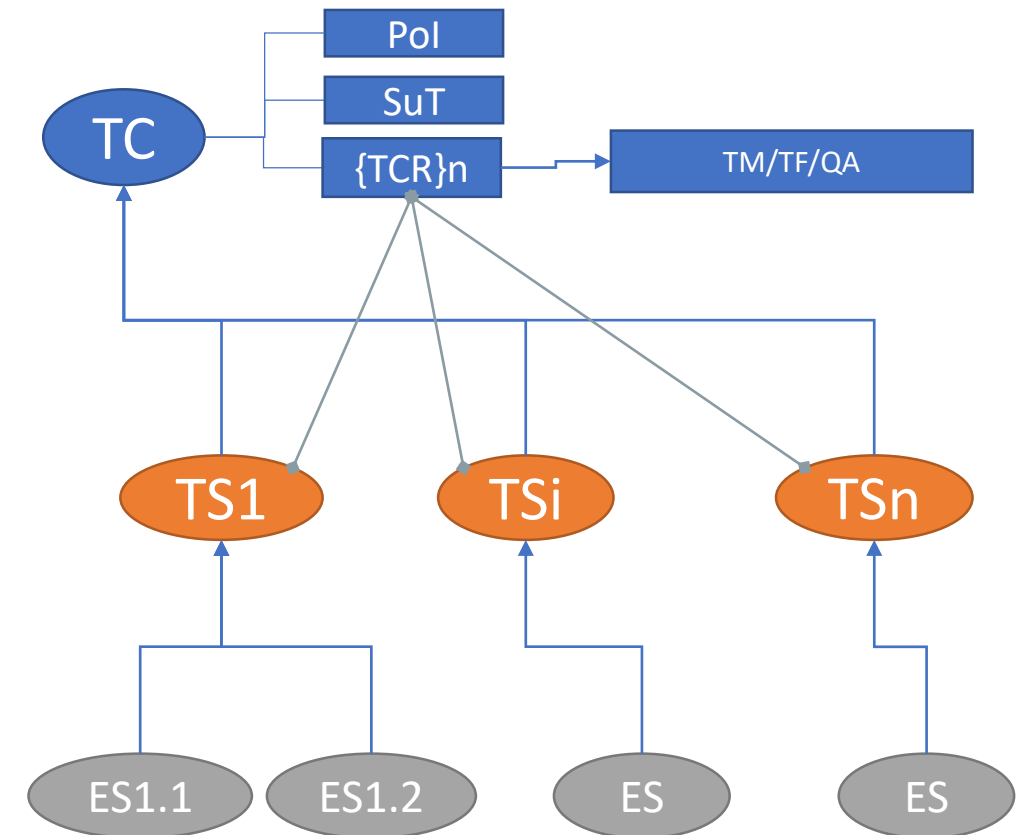 PoI
SuT
TC
{TCR}n
TM/TF/QA
TS1
TSi
TSn
ES1.1
ES1.2
ES
ES